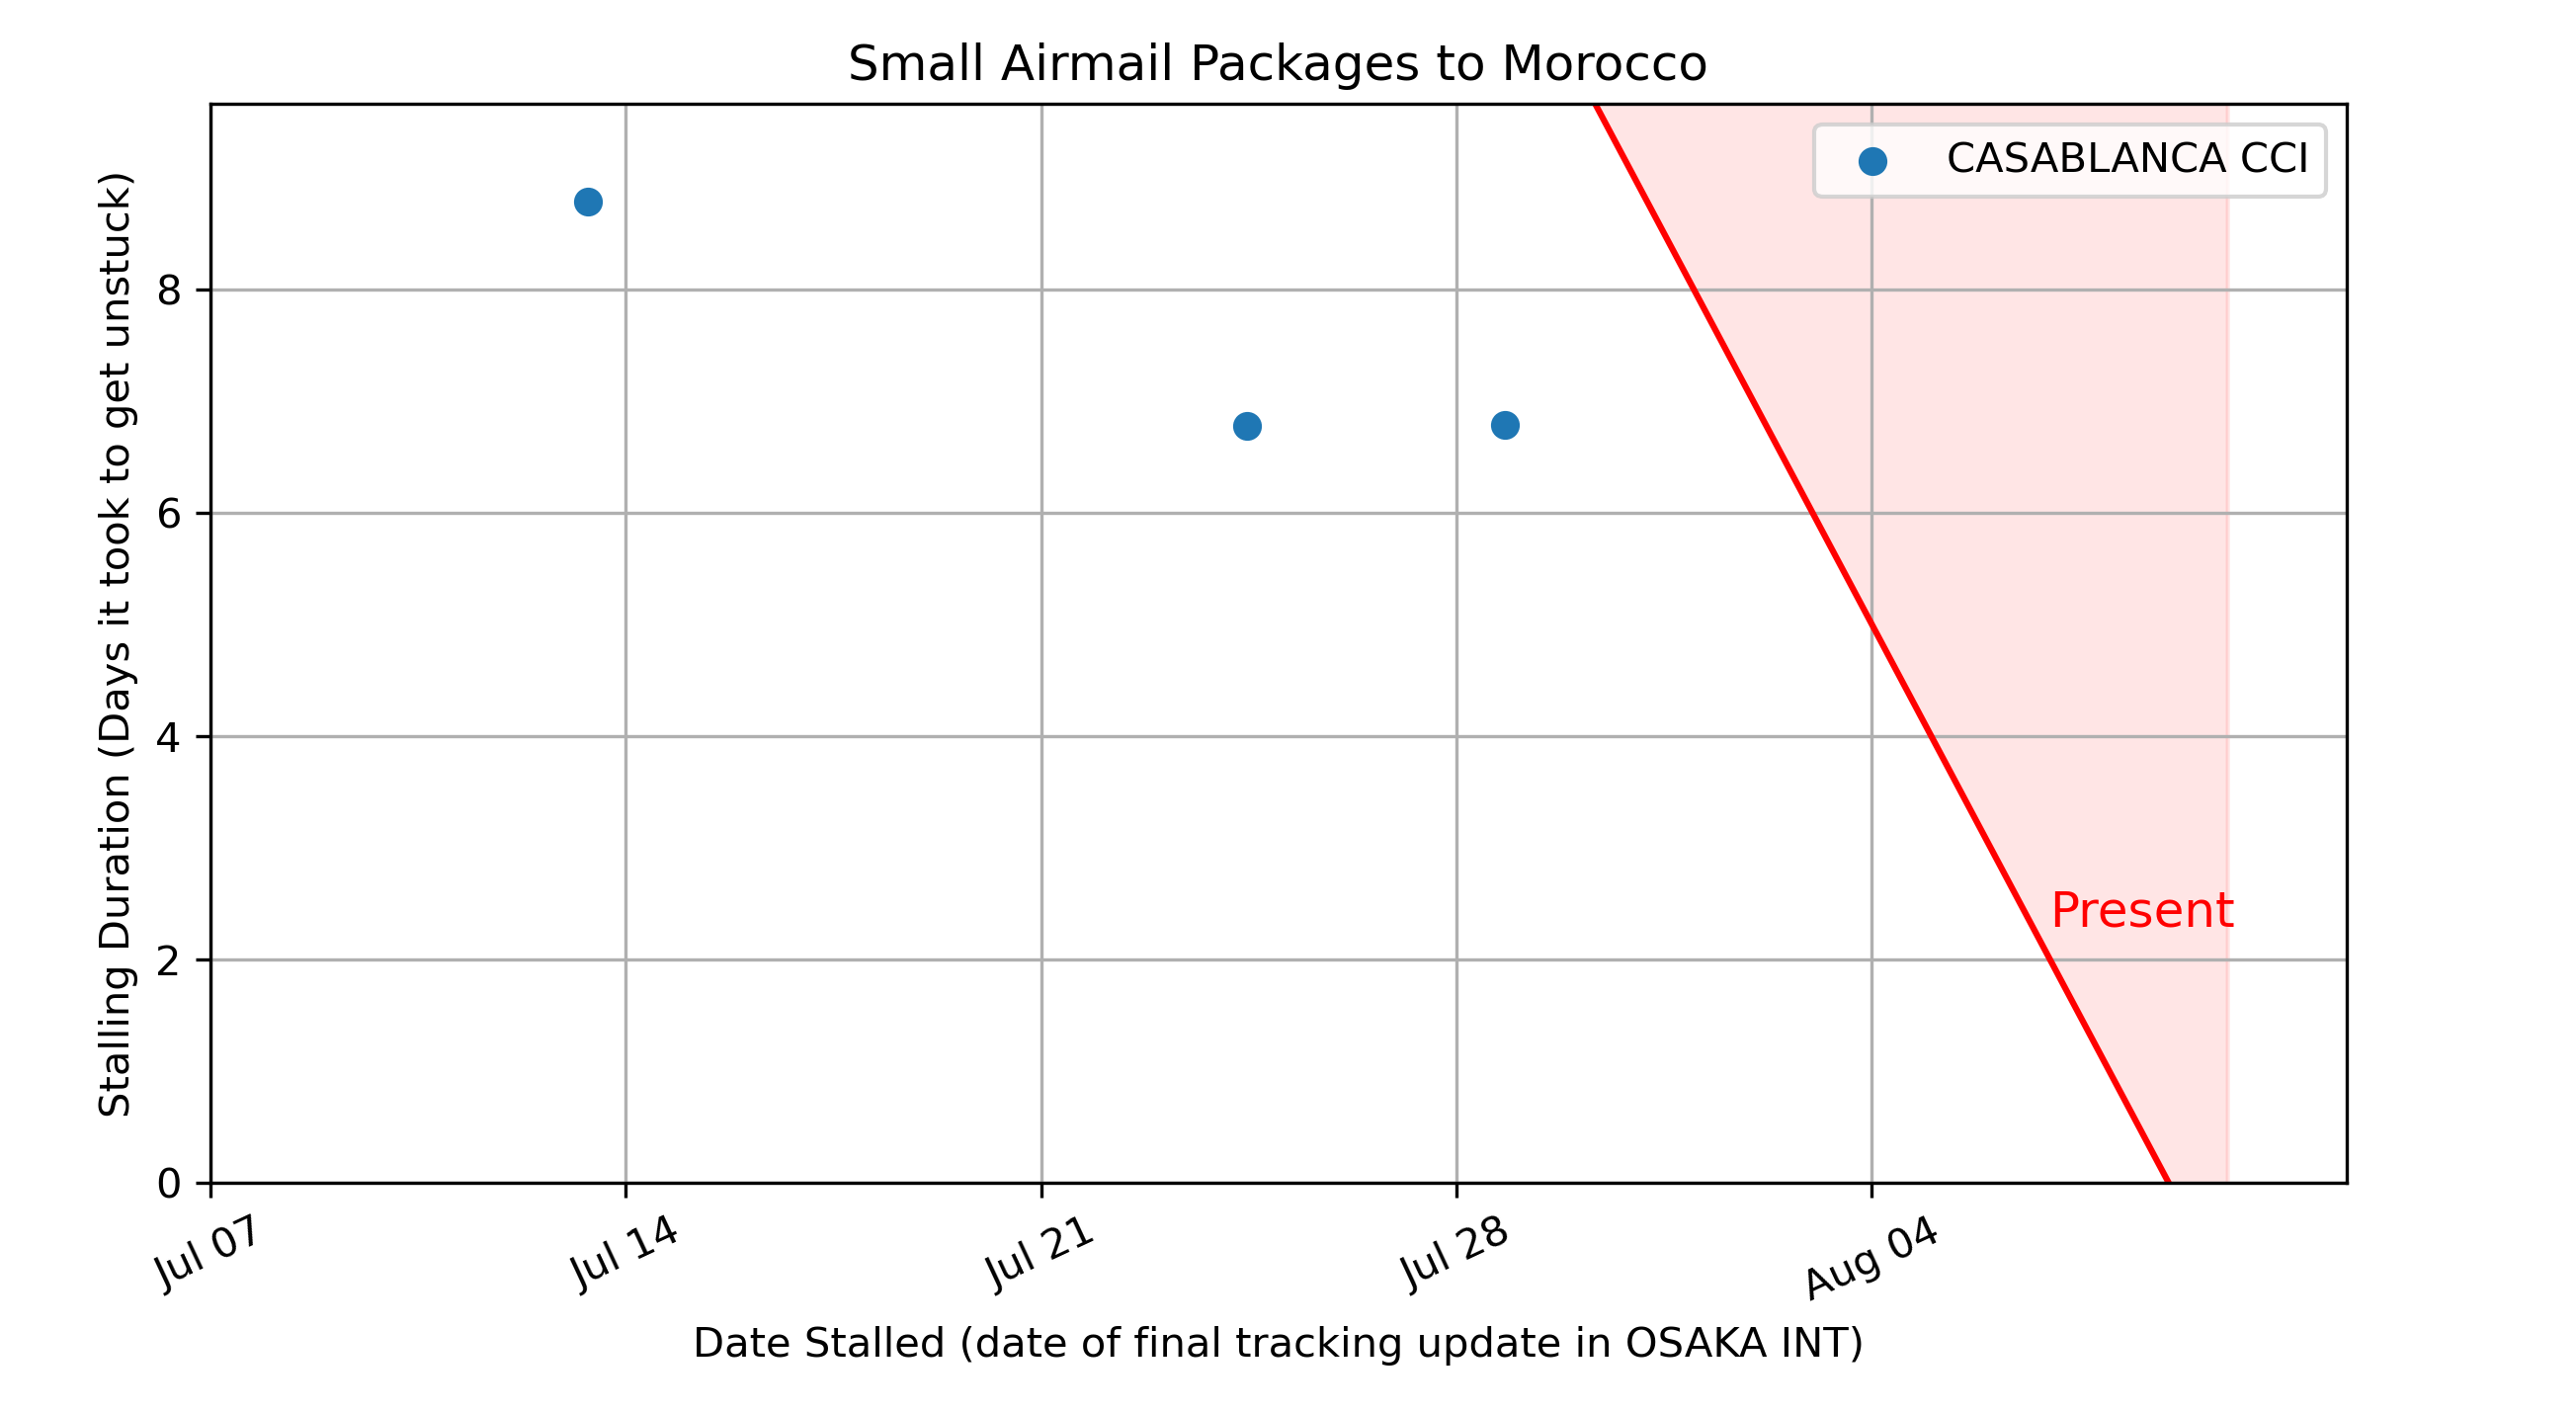 Small Airmail Packages to Morocco
CASABLANCA CCI
Stalling Duration (Days it took to get unstuck)
8
6
4
2
0
Present
Jul 07
Jul 14
Jul 21
Jul 28
Aug 04
Date Stalled (date of final tracking update in OSAKA INT)